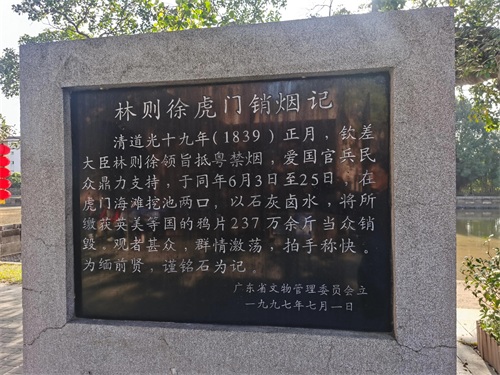 林则徐虎门销烟记
清道光十九年(1839)正月，钦差
大臣林则徐领旨抵粤禁烟，爱国官兵民
众鼎力支持，于同年6月3日至25日，在
虎门海滩挖池两口，以石灰卤水，将所
缴获英美等国的鸦片237万余斤当众销
毁。观者甚众，群情激荡，拍手称快。
为缅前贤，谨铭石为记。
广东省文物管理委员会立
一九九七年七月一日